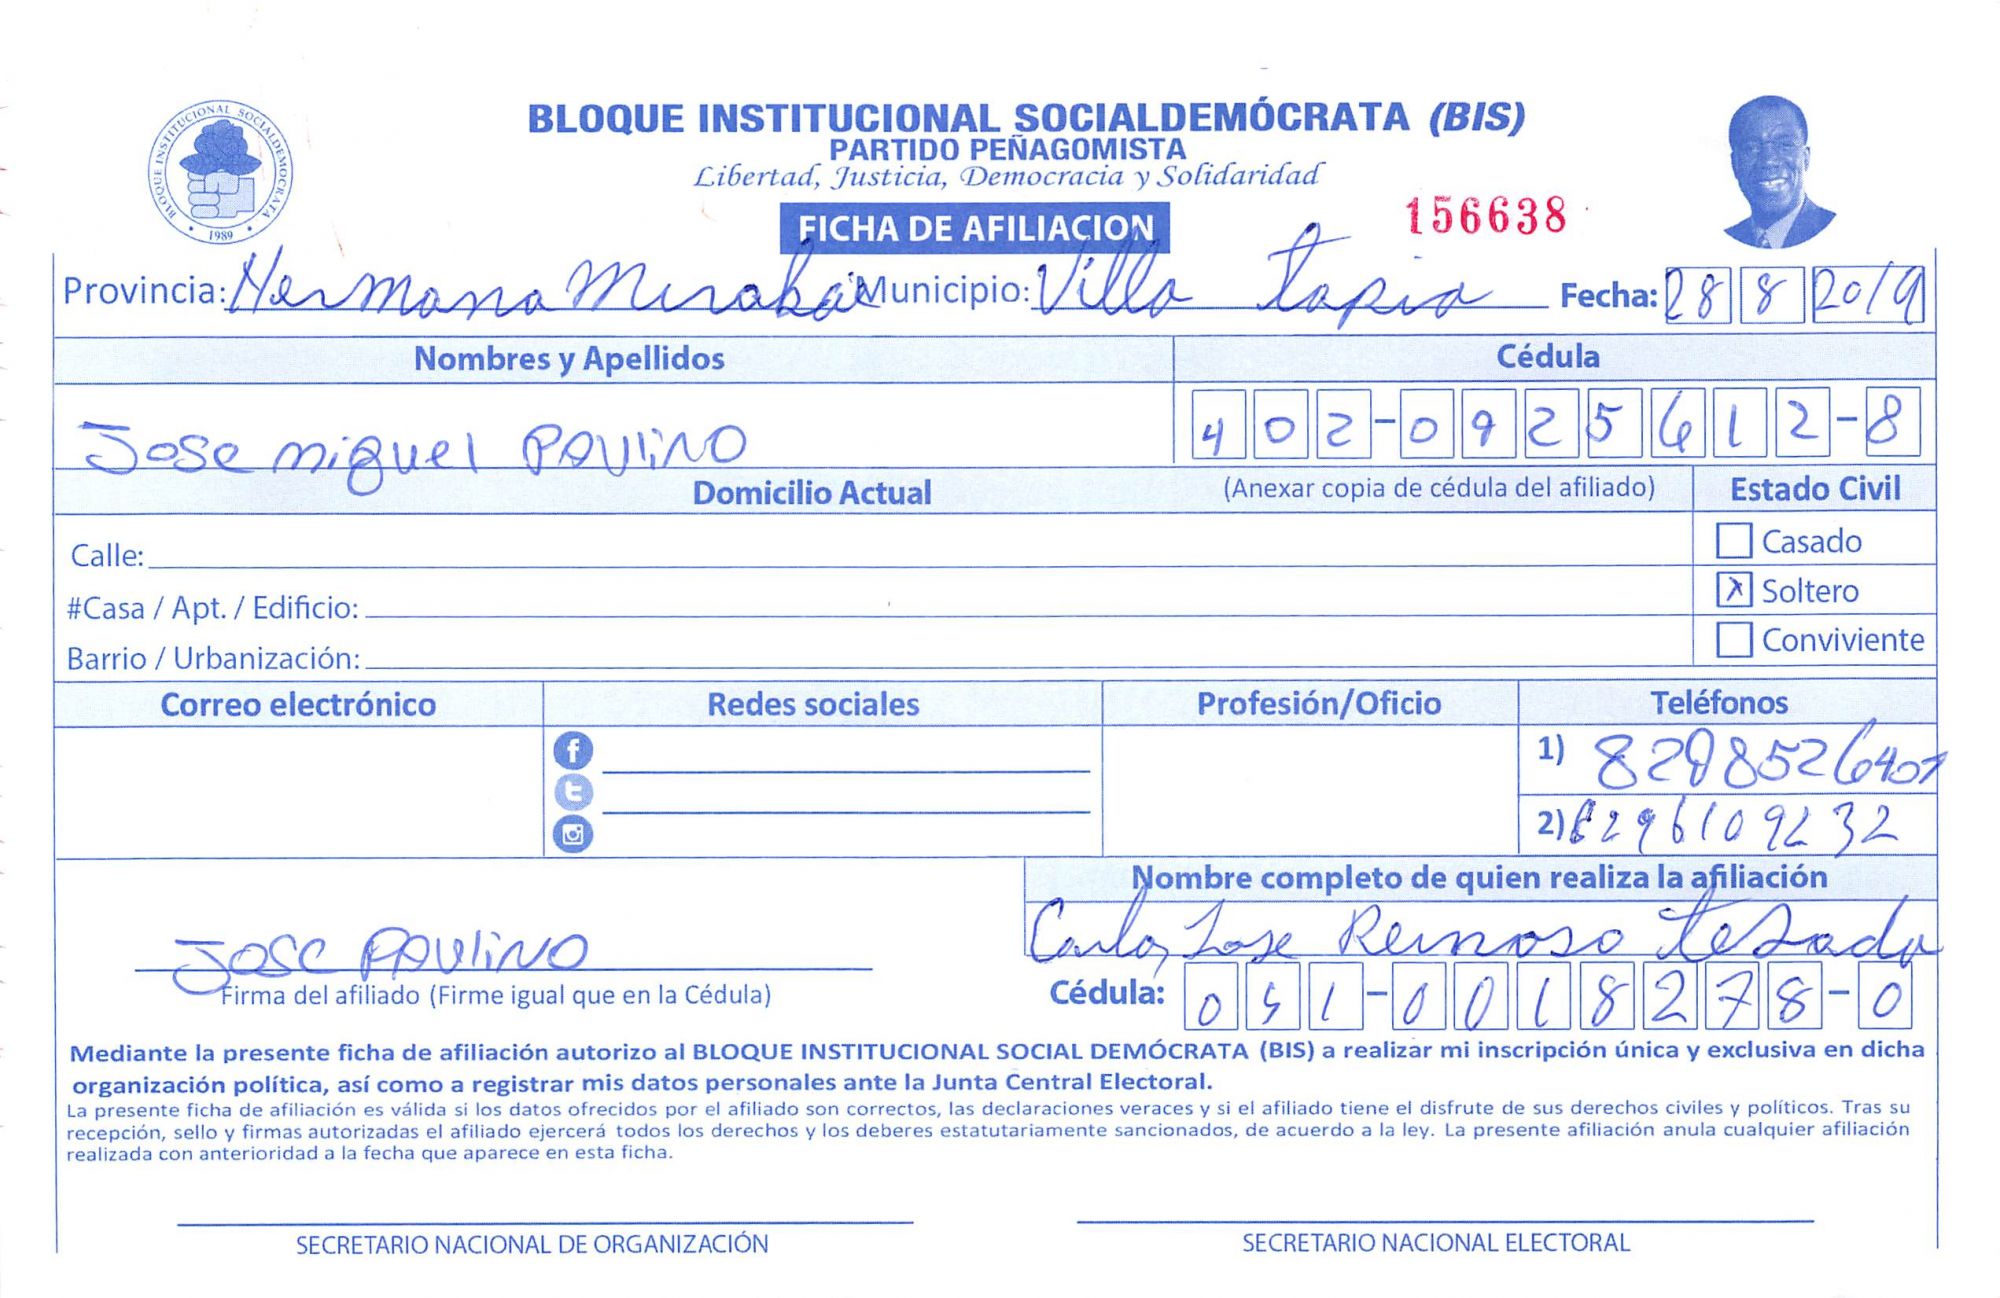 BLOQUE INSTITUCIONAL SOCIALDEMÓCRATA (BIS)
PARTIDO PEÑAGOMISTA
Libertad, Justicia, Democracia y Solidaridad
BLOQUE INSTITUCIONAL SOCIALDEMOCRATA
1989
FICHA DE AFILIACION
156638
Provincia: Hermana Mirabal Municipio: Villa tapia Fecha: 28 8 2019
Nombres y Apellidos Cédula
Jose miguel PAULINO 402-0925612-8
Domicilio Actual (Anexar copia de cédula del afiliado) Estado Civil
Calle: Casado
#Casa / Apt. / Edificio: X Soltero
Barrio / Urbanización: Conviviente
Correo electrónico Redes sociales Profesión/Oficio Teléfonos
1) 8298526407
2) 8296109232
Nombre completo de quien realiza la afiliación
Carlos Jose Reinoso
JOSE PAULINO
Firma del afiliado (Firme igual que en la Cédula) Cédula: 051-0018278-0
Mediante la presente ficha de afiliación autorizo al BLOQUE INSTITUCIONAL SOCIAL DEMÓCRATA (BIS) a realizar mi inscripción única y exclusiva en dicha
organización política, así como a registrar mis datos personales ante la Junta Central Electoral.
La presente ficha de afiliación es válida si los datos ofrecidos por el afiliado son correctos, las declaraciones veraces y si el afiliado tiene el disfrute de sus derechos civiles y políticos. Tras su
recepción, sello y firmas autorizadas el afiliado ejercerá todos los derechos y los deberes estatutariamente sancionados, de acuerdo a la ley. La presente afiliación anula cualquier afiliación
realizada con anterioridad a la fecha que aparece en esta ficha.
SECRETARIO NACIONAL DE ORGANIZACIÓN SECRETARIO NACIONAL ELECTORAL